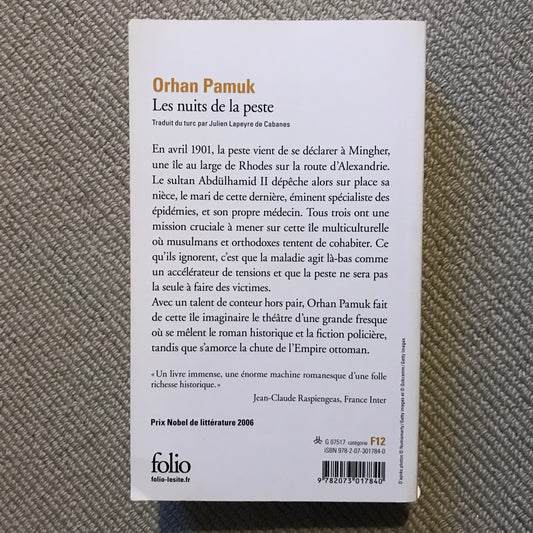 Orhan Pamuk
Les nuits de la peste
Traduit du turc par Julien Lapeyre de Cabanes
En avril 1901, la peste vient de se déclarer à Mingher,
une île au large de Rhodes sur la route d'Alexandrie.
Le sultan Abdülhamid II dépêche alors sur place sa
nièce, le mari de cette dernière, éminent spécialiste des
épidémies, et son propre médecin. Tous trois ont une
mission cruciale à mener sur cette île multiculturelle
où musulmans et orthodoxes tentent de cohabiter. Ce
qu'ils ignorent, c'est que la maladie agit là-bas comme
un accélérateur de tensions et que la peste ne sera pas
la seule à faire des victimes.
Avec un talent de conteur hors pair, Orhan Pamuk fait
de cette île imaginaire le théâtre d'une grande fresque
où se mêlent le roman historique et la fiction policière,
tandis que s'amorce la chute de l'Empire ottoman.
« Un livre immense, une énorme machine romanesque d'une folle
richesse historique. »
Jean-Claude Raspiengeas, France Inter
Prix Nobel de littérature 2006
G 07517 catégorie F12
ISBN 978-2-07-301784-0
9 782073 017840
folio
folio-lesite.fr